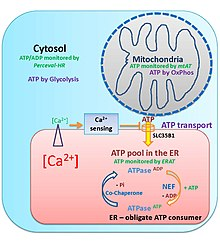 Cytosol
ATP/ADP monitored by
Perceval-HR
ATP by Glycolysis
Mitochondria
ATP monitored by mtAT
ATP by OxPhos
[Ca²⁺]
Ca²⁺
sensing
ATP
ATP transport
SLC35B1
[Ca²⁺]
ATP pool in the ER
ATP monitored by ERAT
ATPase ADP
- Pi
Co-Chaperone
NEF
+ ATP
- ADP
ATPase ATP
ER – obligate ATP consumer